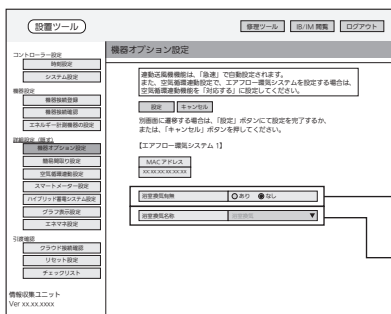 設置ツール
修理ツール
IB/IM 閲覧
ログアウト
コントローラー設定
時刻設定
システム設定
機器設定
機器接続登録
機器接続確認
エネルギー計測機器の設定
詳細設定（隠す）
機器オプション設定
簡易間取り設定
空気循環連動設定
スマートメーター設定
ハイブリッド蓄電システム設定
グラフ表示設定
エネマネ設定
引渡確認
クラウド接続確認
リセット設定
チェックリスト
情報収集ユニット
Ver xx.xx.xxxx
機器オプション設定
連動送風機機能は、「急速」で自動設定されます。
また、空気循環連動設定で、エアフロー環気システムを設定する場合は、
空気循環連動機能を「対応する」に設定してください。
設定
キャンセル
別画面に遷移する場合は、「設定」ボタンにて設定を完了するか、
または、「キャンセル」ボタンを押してください。
【エアフロー環気システム 1】
MAC アドレス
xx:xx:xx:xx:xx:xx
浴室換気有無
あり なし
浴室換気名称
浴室換気